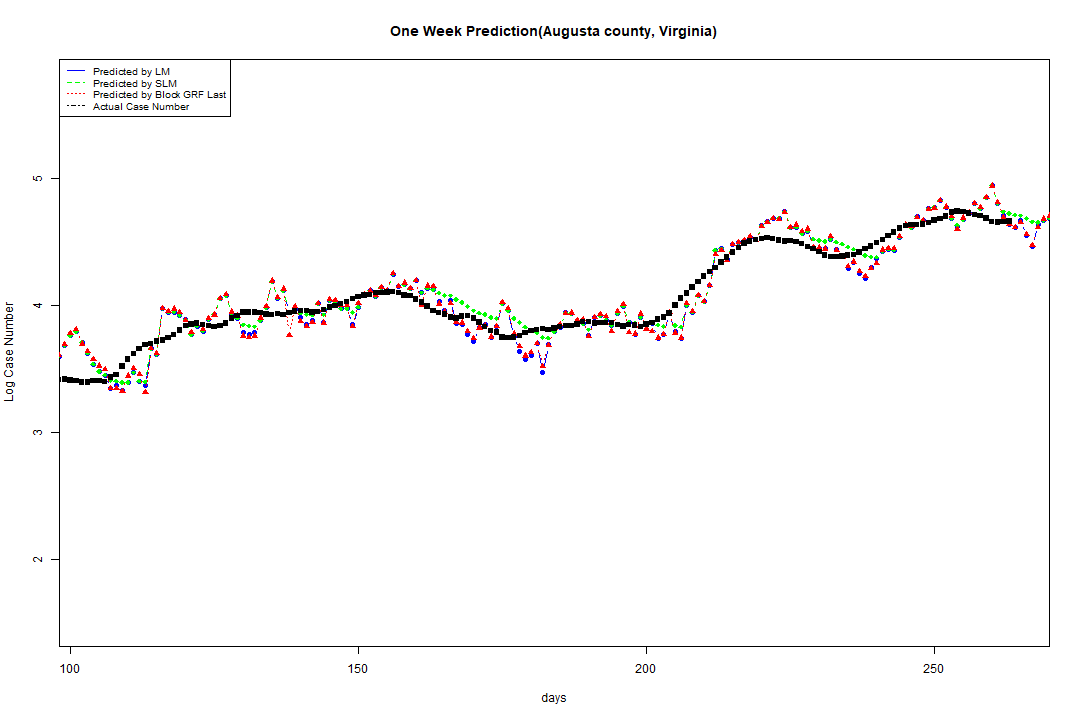 One Week Prediction(Augusta county, Virginia)
Predicted by LM
Predicted by SLM
Predicted by Block GRF Last
Actual Case Number
Log Case Number
5
4
3
2
100 150 200 250
days